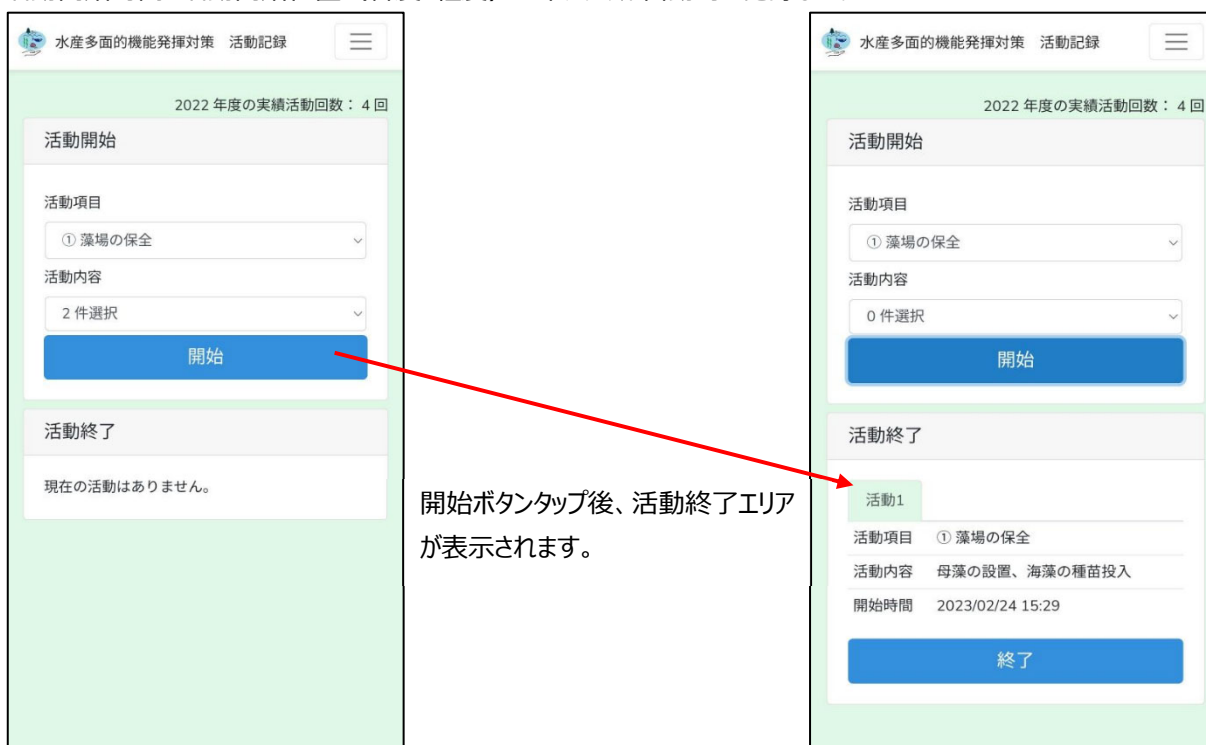 水産多面的機能発揮対策　活動記録
2022 年度の実績活動回数： 4 回
活動開始
活動項目
① 藻場の保全
活動内容
2 件選択
開始
活動終了
現在の活動はありません。
開始ボタンタップ後、活動終了エリア
が表示されます。
水産多面的機能発揮対策　活動記録
2022 年度の実績活動回数： 4 回
活動開始
活動項目
① 藻場の保全
活動内容
0 件選択
開始
活動終了
活動1
活動項目　① 藻場の保全
活動内容　母藻の設置、海藻の種苗投入
開始時間　2023/02/24 15:29
終了